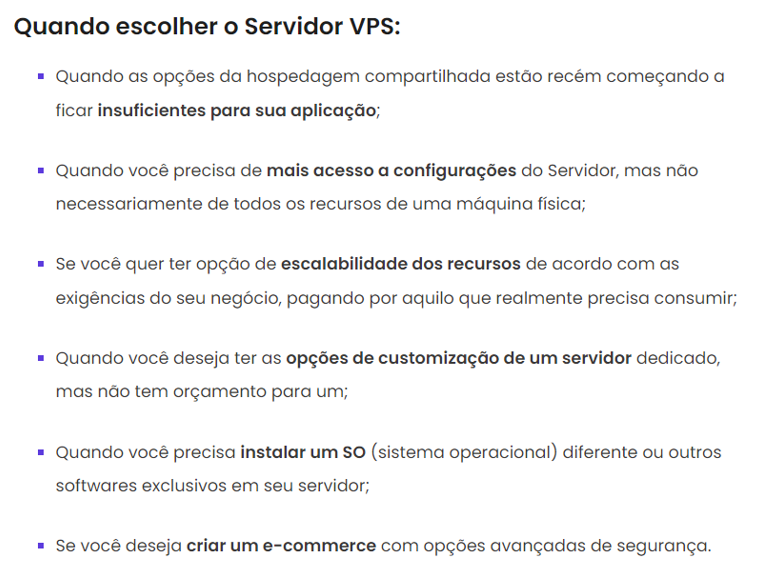 Quando escolher o Servidor VPS:
Quando as opções da hospedagem compartilhada estão recém começando a
ficar insuficientes para sua aplicação;
Quando você precisa de mais acesso a configurações do Servidor, mas não
necessariamente de todos os recursos de uma máquina física;
Se você quer ter opção de escalabilidade dos recursos de acordo com as
exigências do seu negócio, pagando por aquilo que realmente precisa consumir;
Quando você deseja ter as opções de customização de um servidor dedicado,
mas não tem orçamento para um;
Quando você precisa instalar um SO (sistema operacional) diferente ou outros
softwares exclusivos em seu servidor;
Se você deseja criar um e-commerce com opções avançadas de segurança.